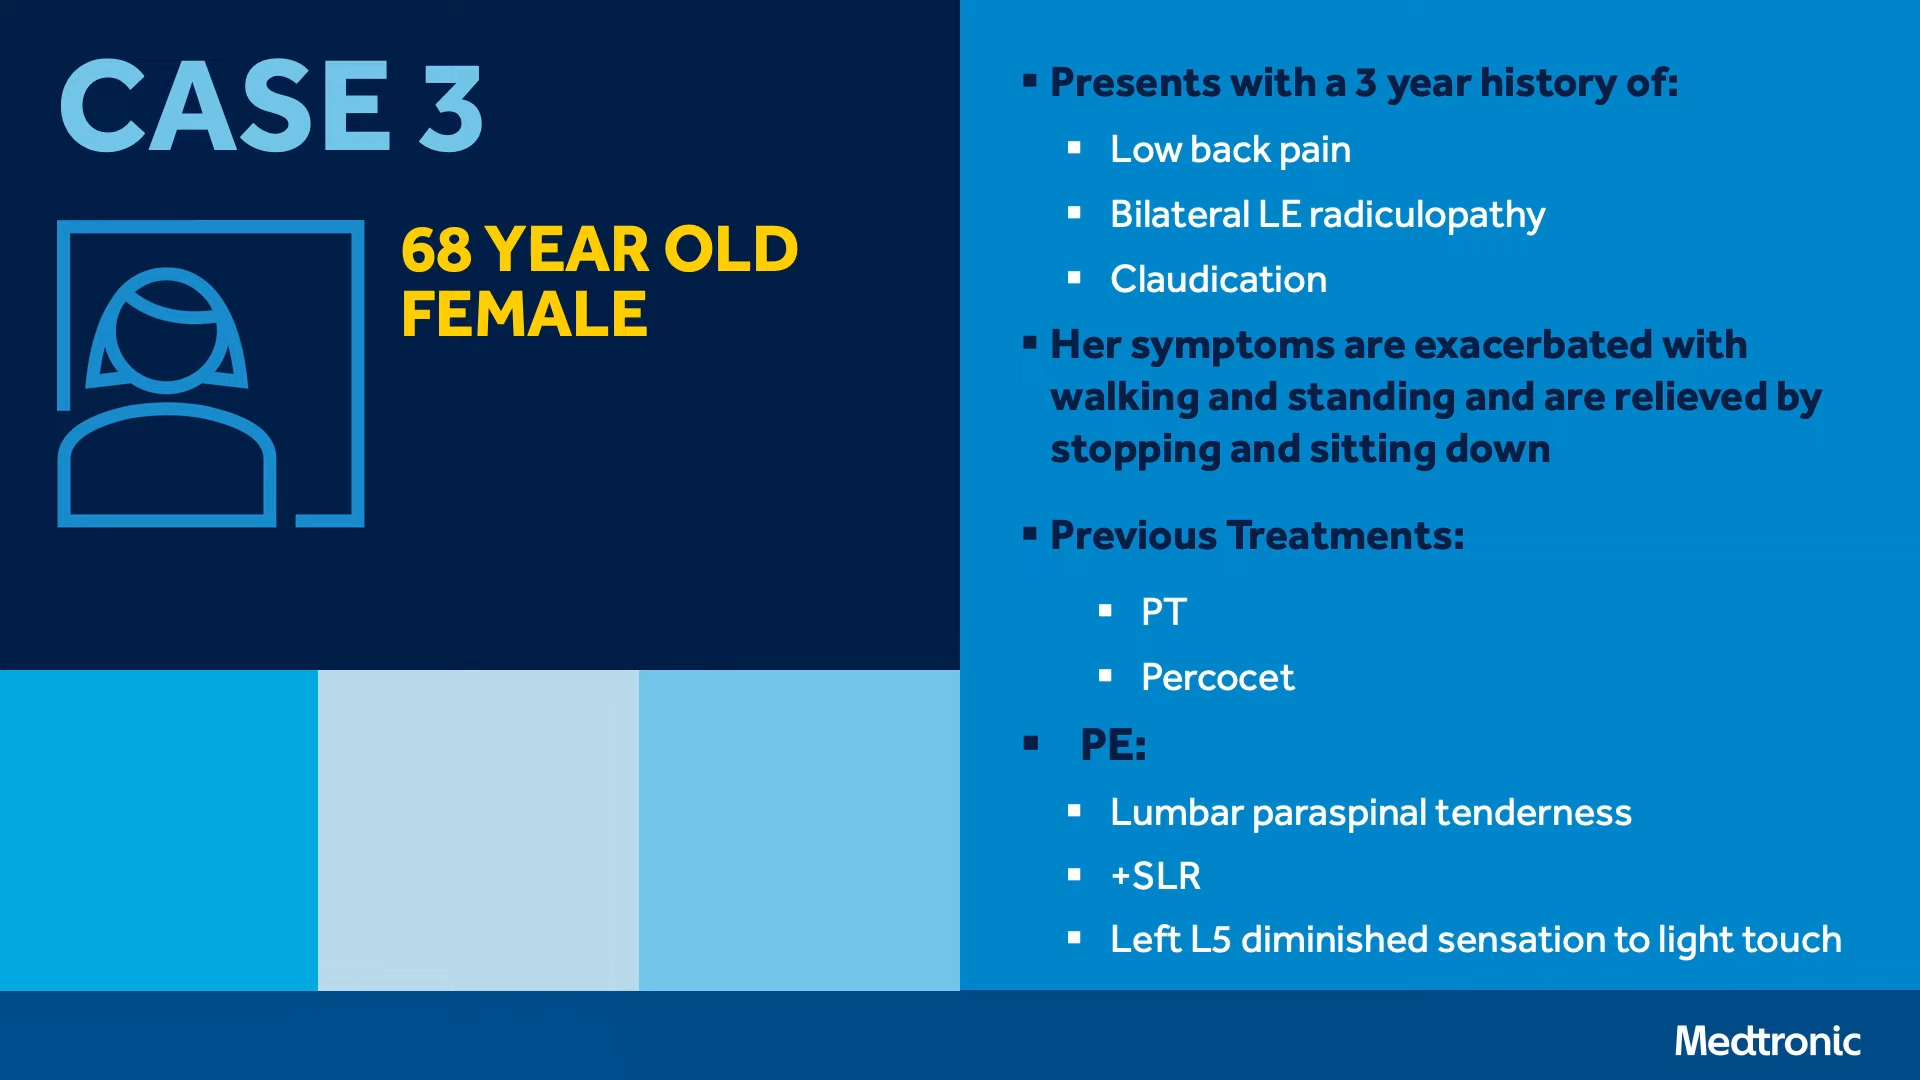 CASE 3
68 YEAR OLD
FEMALE
▪ Presents with a 3 year history of:
▪ Low back pain
▪ Bilateral LE radiculopathy
▪ Claudication
▪ Her symptoms are exacerbated with
walking and standing and are relieved by
stopping and sitting down
▪ Previous Treatments:
▪ PT
▪ Percocet
▪ PE:
▪ Lumbar paraspinal tenderness
▪ +SLR
▪ Left L5 diminished sensation to light touch
Medtronic